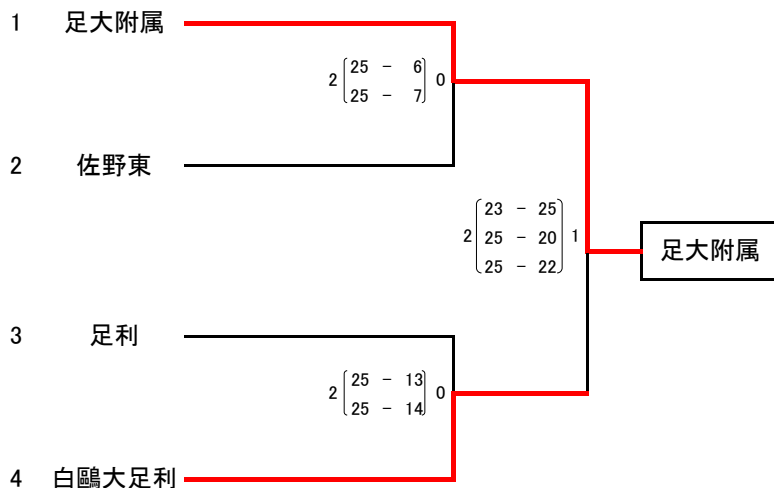 1 足大附属
2 25 - 6 0
25 - 7
2 佐野東
23 - 25
2 25 - 20 1
25 - 22
足大附属
3 足利
2 25 - 13 0
25 - 14
4 白鷗大足利